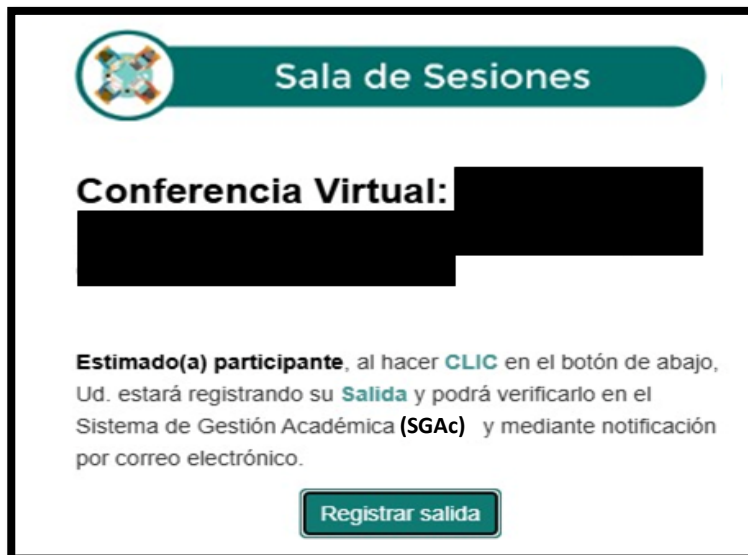 Sala de Sesiones
Conferencia Virtual:
Estimado(a) participante, al hacer CLIC en el botón de abajo,
Ud. estará registrando su Salida y podrá verificarlo en el
Sistema de Gestión Académica (SGAc) y mediante notificación
por correo electrónico.
Registrar salida